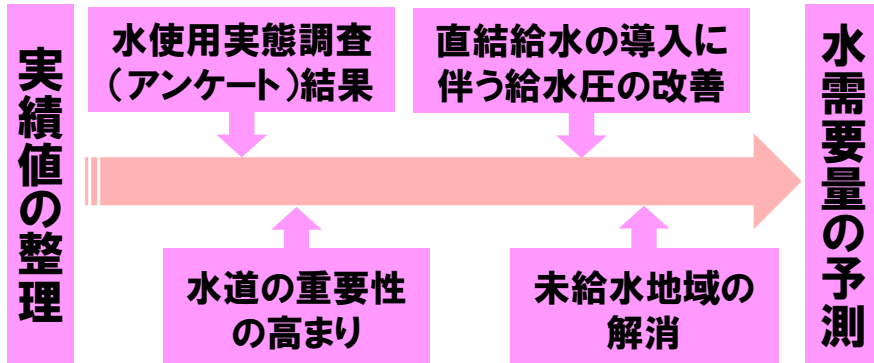 実績値の整理
水使用実態調査
（アンケート）結果
直結給水の導入に
伴う給水圧の改善
水道の重要性
の高まり
未給水地域の
解消
水需要量の予測